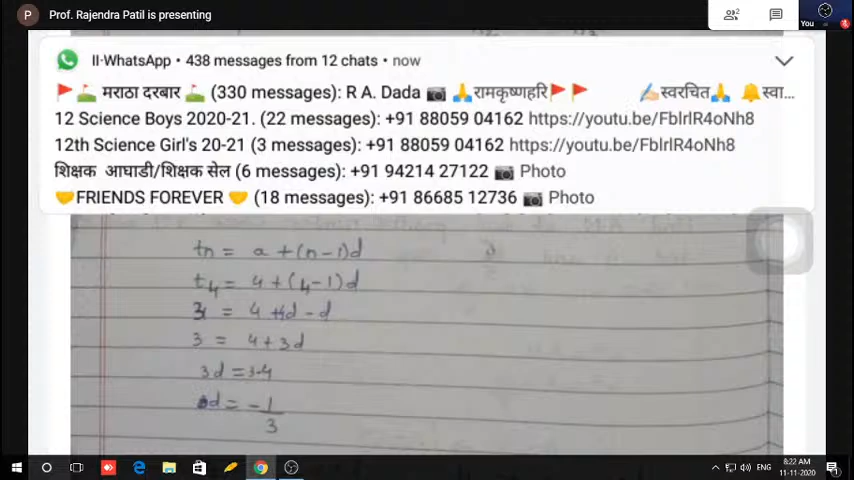 P Prof. Rajendra Patil is presenting
2
You
II·WhatsApp • 438 messages from 12 chats • now
🚩⛳ मराठा दरबार ⛳ (330 messages): R A. Dada 📷 🙏रामकृष्णहरि🚩🚩 ✍🏻स्वरचित🙏 🔔स्वा...
12 Science Boys 2020-21. (22 messages): +91 88059 04162 https://youtu.be/FblrlR4oNh8
12th Science Girl's 20-21 (3 messages): +91 88059 04162 https://youtu.be/FblrlR4oNh8
शिक्षक आघाडी/शिक्षक सेल (6 messages): +91 94214 27122 📷 Photo
🤝FRIENDS FOREVER 🤝 (18 messages): +91 86685 12736 📷 Photo
tn = a + (n-1)d
t4 = 4 + (4-1)d
3 = 4 + 4d - d
3 = 4 + 3d
3d = 3-4
d = -1/3
ENG
8:22 AM
11-11-2020